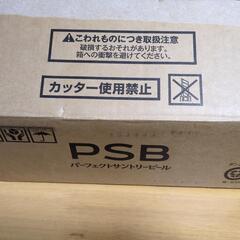 こわれものにつき取扱注意
破損するおそれがあります。
箱への衝撃を避けてください。
カッター使用禁止!
PSB
パーフェクトサントリービール